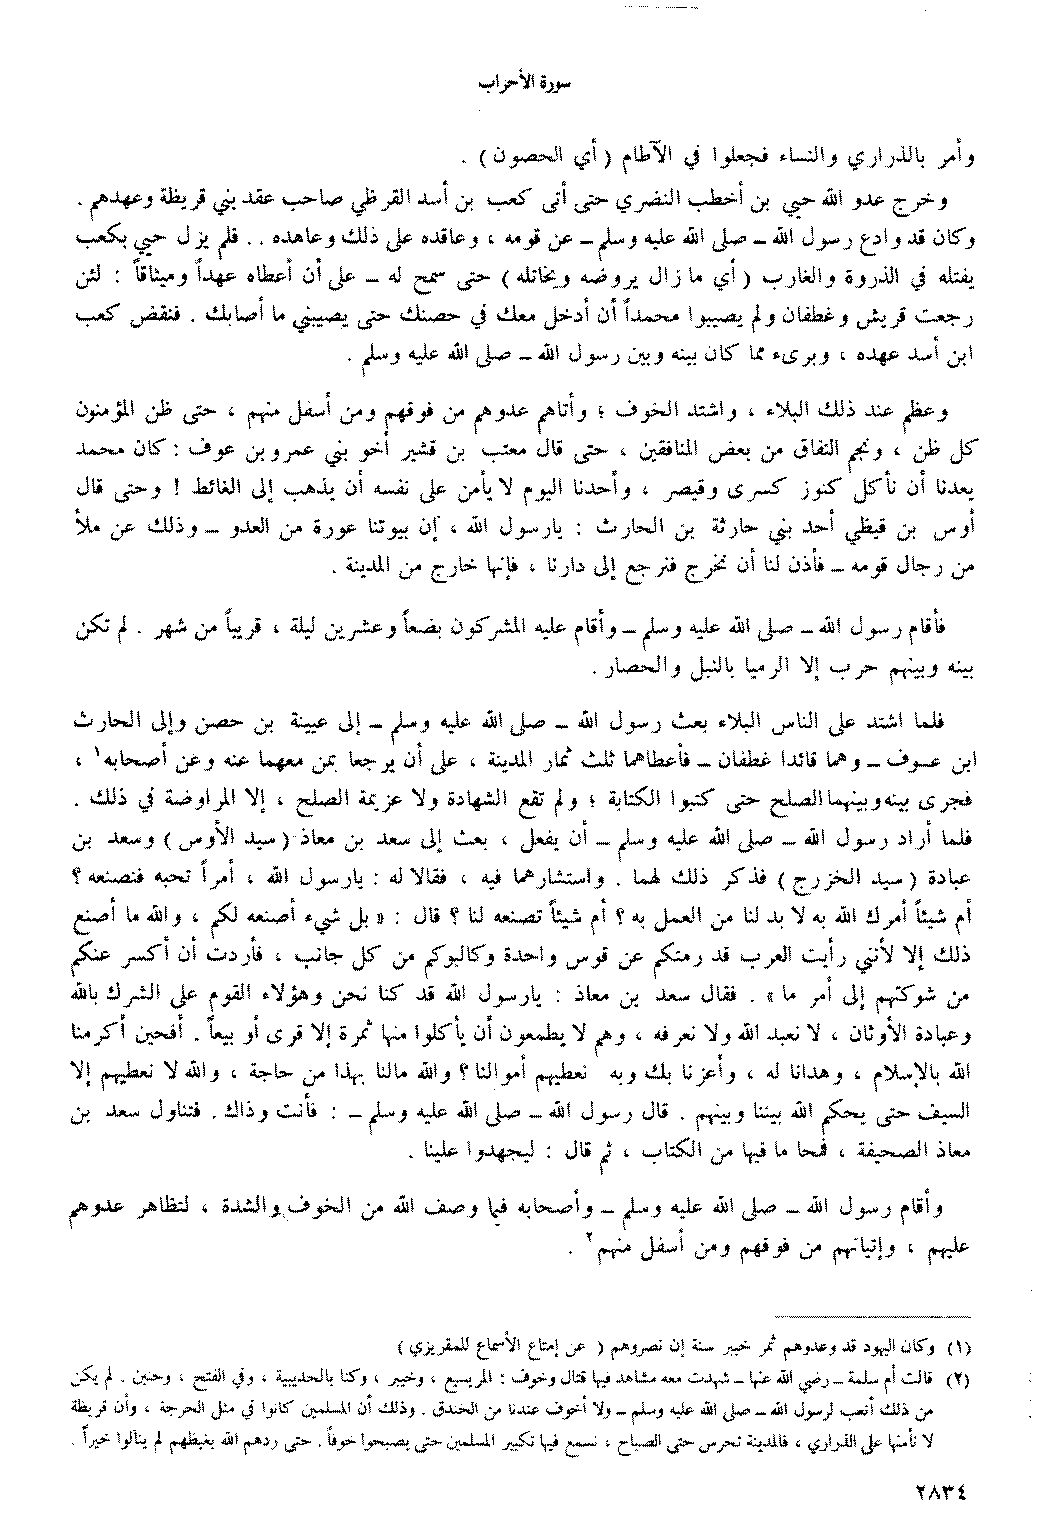 سورة الأحزاب
وأمر بالذراري والنساء فجعلوا في الآطام ( أي الحصون ) .
وخرج عدو الله حيي بن أخطب النضري حتى أتى كعب بن أسد القرظي صاحب عقد بني قريظة وعهدهم .
وكان قد وادع رسول الله – صلى الله عليه وسلم – عن قومه ، وعاقده على ذلك وعاهده .. فلم يزل حيي بكعب
يفتله في الذروة والغارب ( أي ما زال يروضه ويخاتله ) حتى سمح له – على أن أعطاه عهداً وميثاقاً : لئن
رجعت قريش وغطفان ولم يصيبوا محمداً أن أدخل معك في حصنك حتى يصيبني ما أصابك . فنقض كعب
ابن أسد عهده ، وبرىء مما كان بينه وبين رسول الله – صلى الله عليه وسلم .
وعظم عند ذلك البلاء ، واشتد الخوف ؛ وأتاهم عدوهم من فوقهم ومن أسفل منهم ، حتى ظن المؤمنون
كل ظن ، ونجم النفاق من بعض المنافقين ، حتى قال معتب بن قشير أخو بني عمرو بن عوف : كان محمد
يعدنا أن نأكل كنوز كسرى وقيصر ، وأحدنا اليوم لا يأمن على نفسه أن يذهب إلى الغائط ! وحتى قال
أوس بن قيظي أحد بني حارثة بن الحارث : يارسول الله ، إن بيوتنا عورة من العدو – وذلك عن ملأ
من رجال قومه – فأذن لنا أن نخرج فنرجع إلى دارنا ، فإنها خارج من المدينة .
فأقام رسول الله – صلى الله عليه وسلم – وأقام عليه المشركون بضعاً وعشرين ليلة ، قريباً من شهر . لم تكن
بينه وبينهم حرب إلا الرميا بالنبل والحصار .
فلما اشتد على الناس البلاء بعث رسول الله – صلى الله عليه وسلم – إلى عيينة بن حصن وإلى الحارث
ابن عوف – وهما قائدا غطفان – فأعطاهما ثلث ثمار المدينة ، على أن يرجعا بمن معهما عنه وعن أصحابه١ ،
فجرى بينه وبينهما الصلح حتى كتبوا الكتابة ؛ ولم تقع الشهادة ولا عزيمة الصلح ، إلا المراوضة في ذلك .
فلما أراد رسول الله – صلى الله عليه وسلم – أن يفعل ، بعث إلى سعد بن معاذ ( سيد الأوس ) وسعد بن
عبادة ( سيد الخزرج ) فذكر ذلك لهما . واستشارهما فيه ، فقالا له : يارسول الله ، أمراً تحبه فنصنعه ؟
أم شيئاً أمرك الله به لا بد لنا من العمل به ؟ أم شيئاً تصنعه لنا ؟ قال : « بل شيء أصنعه لكم ، والله ما أصنع
ذلك إلا لأنني رأيت العرب قد رمتكم عن قوس واحدة وكالبوكم من كل جانب ، فأردت أن أكسر عنكم
من شوكتهم إلى أمر ما » . فقال سعد بن معاذ : يارسول الله قد كنا نحن وهؤلاء القوم على الشرك بالله
وعبادة الأوثان ، لا نعبد الله ولا نعرفه ، وهم لا يطمعون أن يأكلوا منها ثمرة إلا قرى أو بيعاً . أفحين أكرمنا
الله بالإسلام ، وهدانا له ، وأعزنا بك وبه نعطيهم أموالنا ؟ والله مالنا بهذا من حاجة ، والله لا نعطيهم إلا
السيف حتى يحكم الله بيننا وبينهم . قال رسول الله – صلى الله عليه وسلم – : فأنت وذاك . فتناول سعد بن
معاذ الصحيفة ، فمحا ما فيها من الكتاب ، ثم قال : ليجهدوا علينا .
وأقام رسول الله – صلى الله عليه وسلم – وأصحابه فيما وصف الله من الخوف والشدة ، لتظاهر عدوهم
عليهم ، وإتيانهم من فوقهم ومن أسفل منهم٢ .
(١) وكان اليهود قد وعدوهم ثمر خيبر سنة إن نصروهم ( عن إمتاع الأسماع للمقريزي )
(٢) قالت أم سلمة – رضي الله عنها – شهدت معه مشاهد فيها قتال وخوف : المريسيع ، وخيبر ، وكنا بالحديبية ، وفي الفتح ، وحنين . لم يكن
من ذلك أتعب لرسول الله – صلى الله عليه وسلم – ولا أخوف عندنا من الخندق . وذلك أن المسلمين كانوا في مثل الحرجة ، وأن قريظة
لا نأمنها على الذراري ، فالمدينة تحرس حتى الصباح ، نسمع فيها تكبير المسلمين حتى يصبحوا خوفاً . حتى ردهم الله بغيظهم لم ينالوا خيراً .
٢٨٣٤